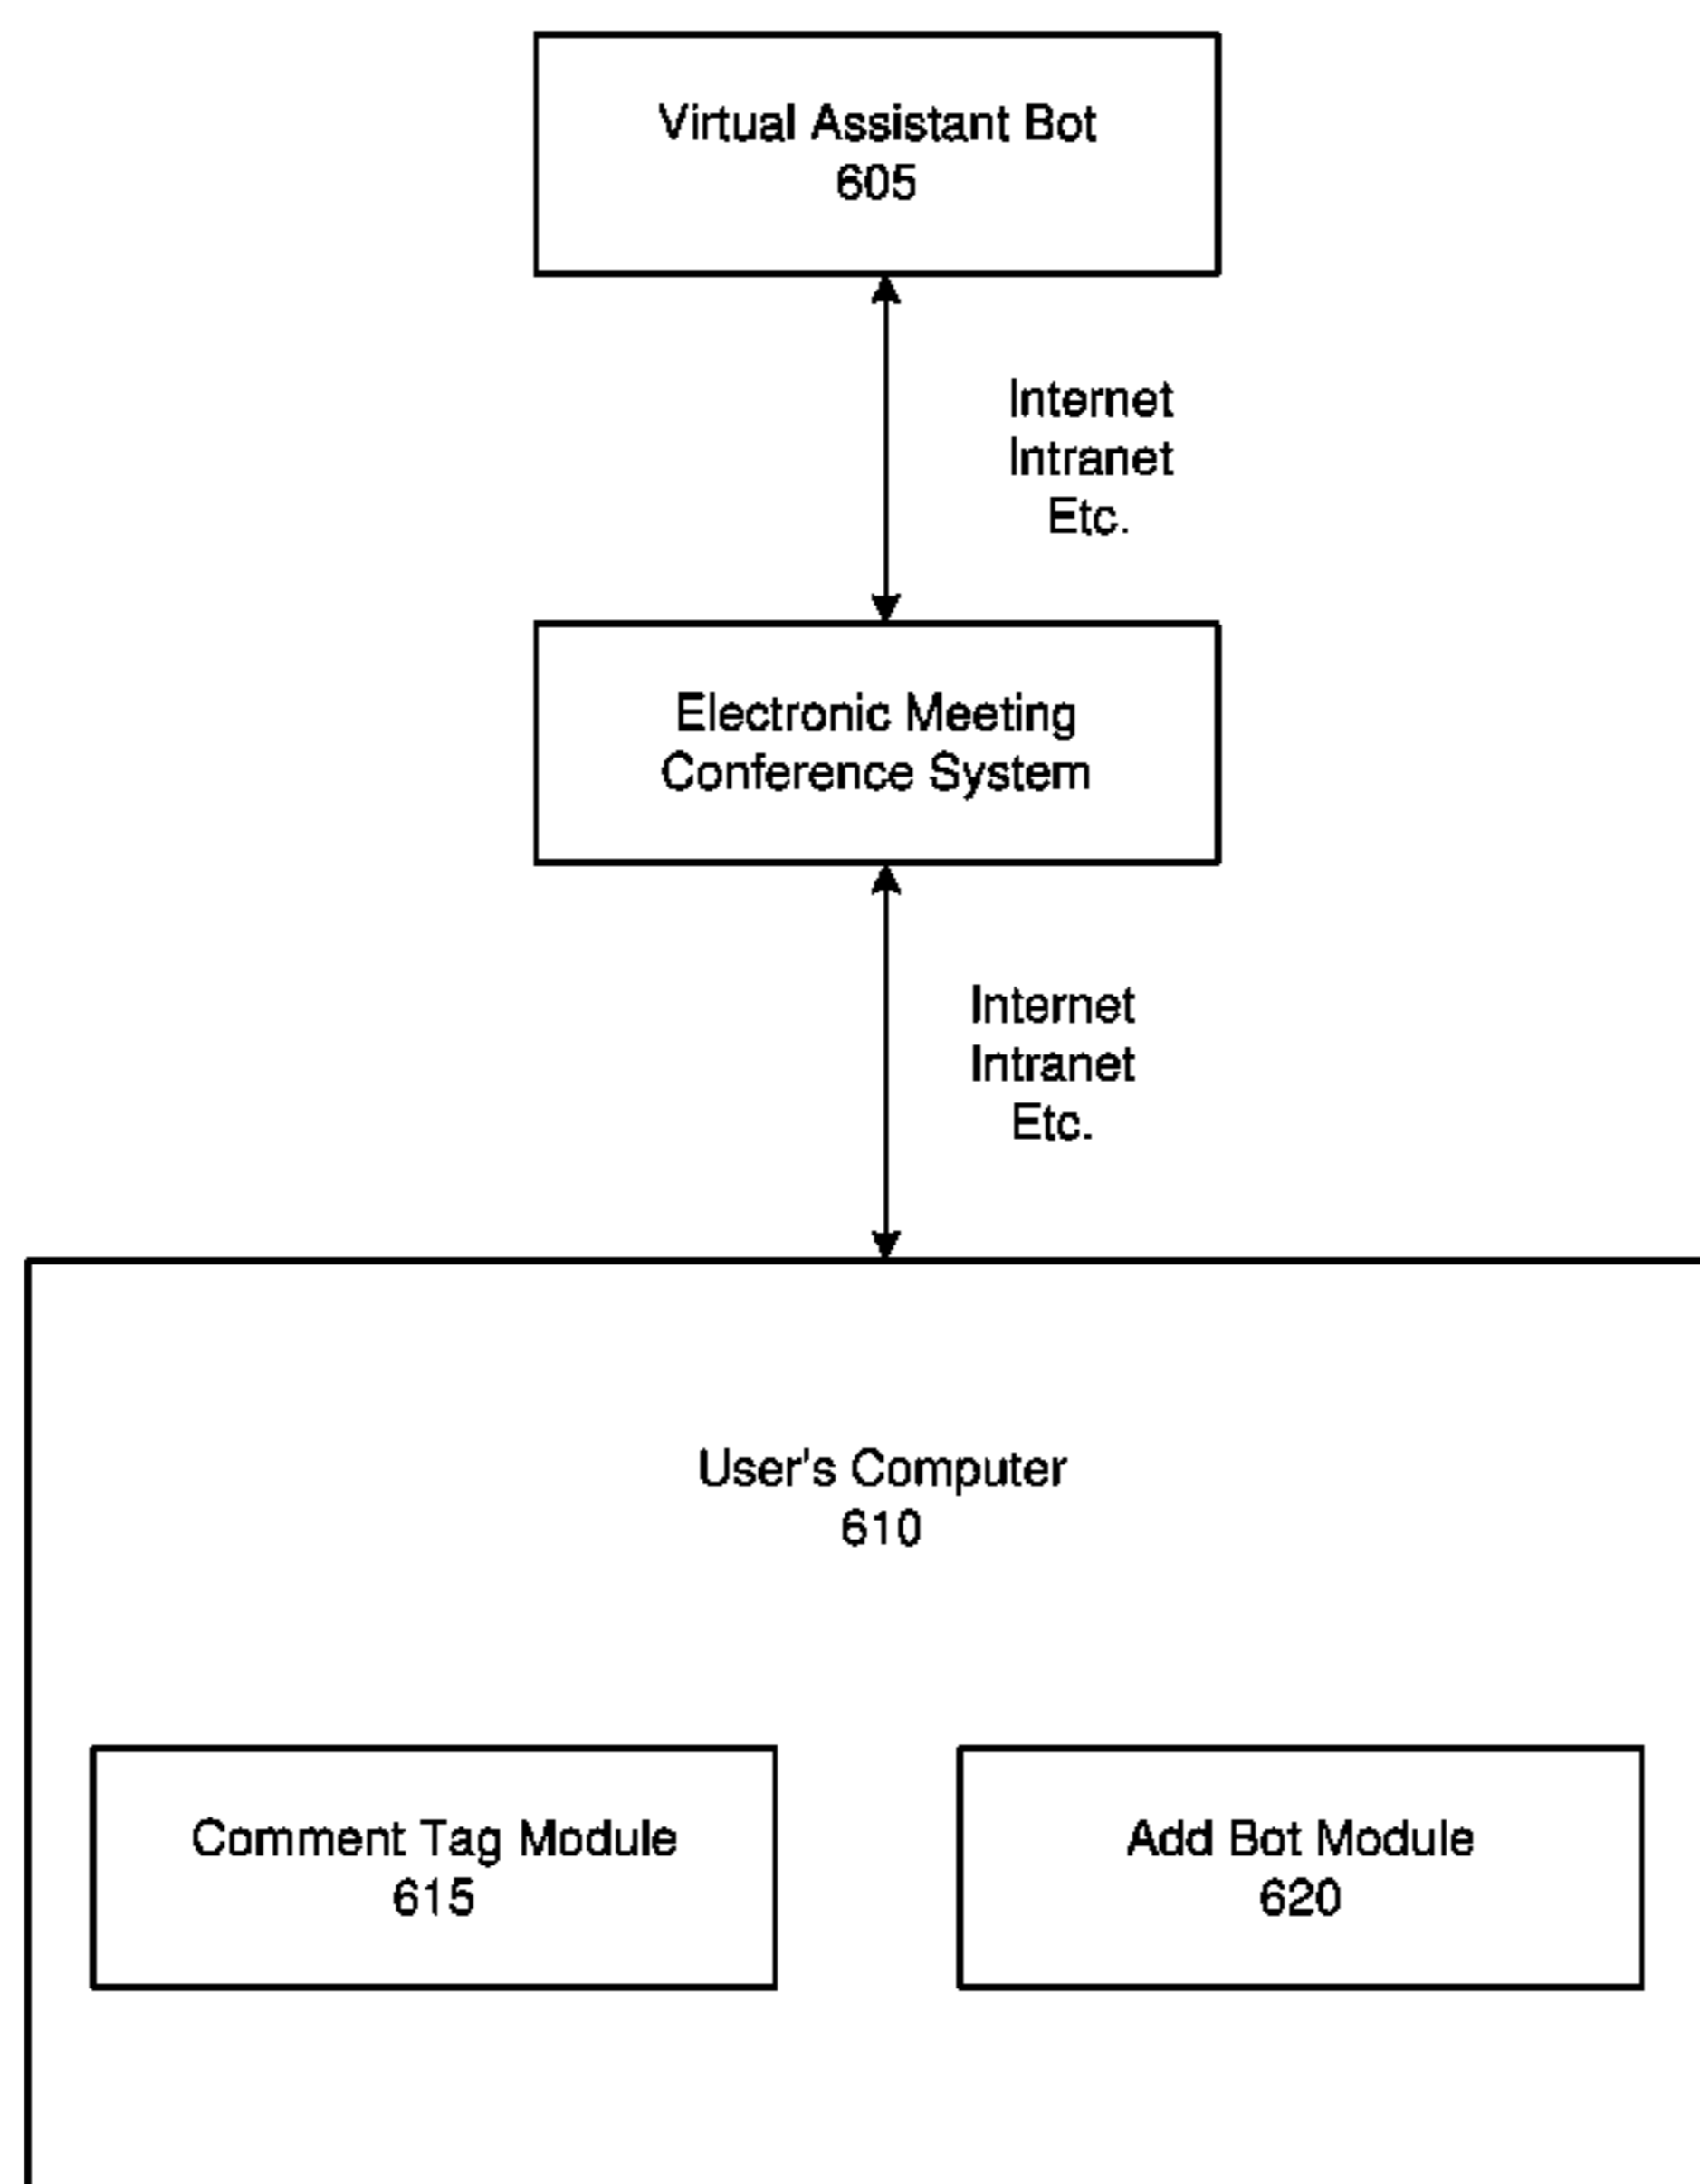 Virtual Assistant Bot
605
Internet
Intranet
Etc.
Electronic Meeting
Conference System
Internet
Intranet
Etc.
User's Computer
610
Comment Tag Module
615
Add Bot Module
620